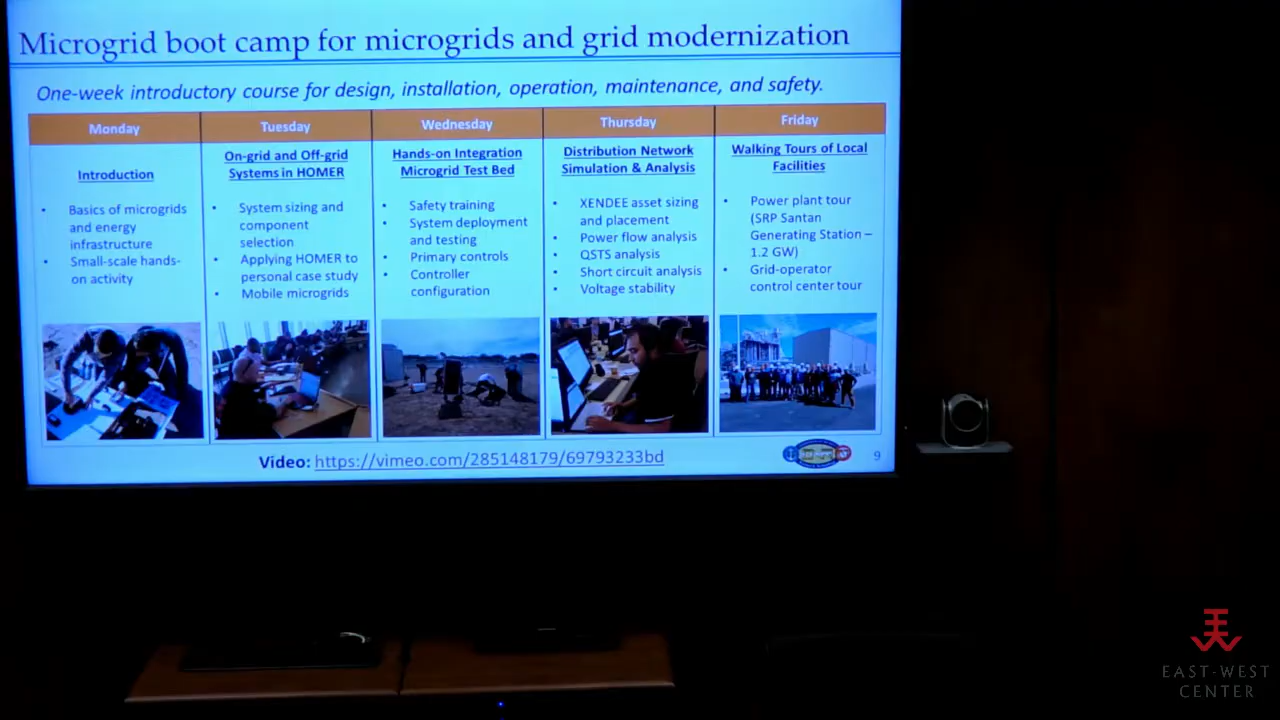 Microgrid boot camp for microgrids and grid modernization
One-week introductory course for design, installation, operation, maintenance, and safety.
Monday
Introduction
• Basics of microgrids
and energy
infrastructure
• Small-scale hands-
on activity
Tuesday
On-grid and Off-grid
Systems in HOMER
• System sizing and
component
selection
• Applying HOMER to
personal case study
• Mobile microgrids
Wednesday
Hands-on Integration
Microgrid Test Bed
• Safety training
• System deployment
and testing
• Primary controls
• Controller
configuration
Thursday
Distribution Network
Simulation & Analysis
• XENDEE asset sizing
and placement
• Power flow analysis
• QSTS analysis
• Short circuit analysis
• Voltage stability
Friday
Walking Tours of Local
Facilities
• Power plant tour
(SRP Santan
Generating Station –
1.2 GW)
• Grid-operator
control center tour
Video: https://vimeo.com/285148179/69793233bd
9
EAST-WEST
CENTER